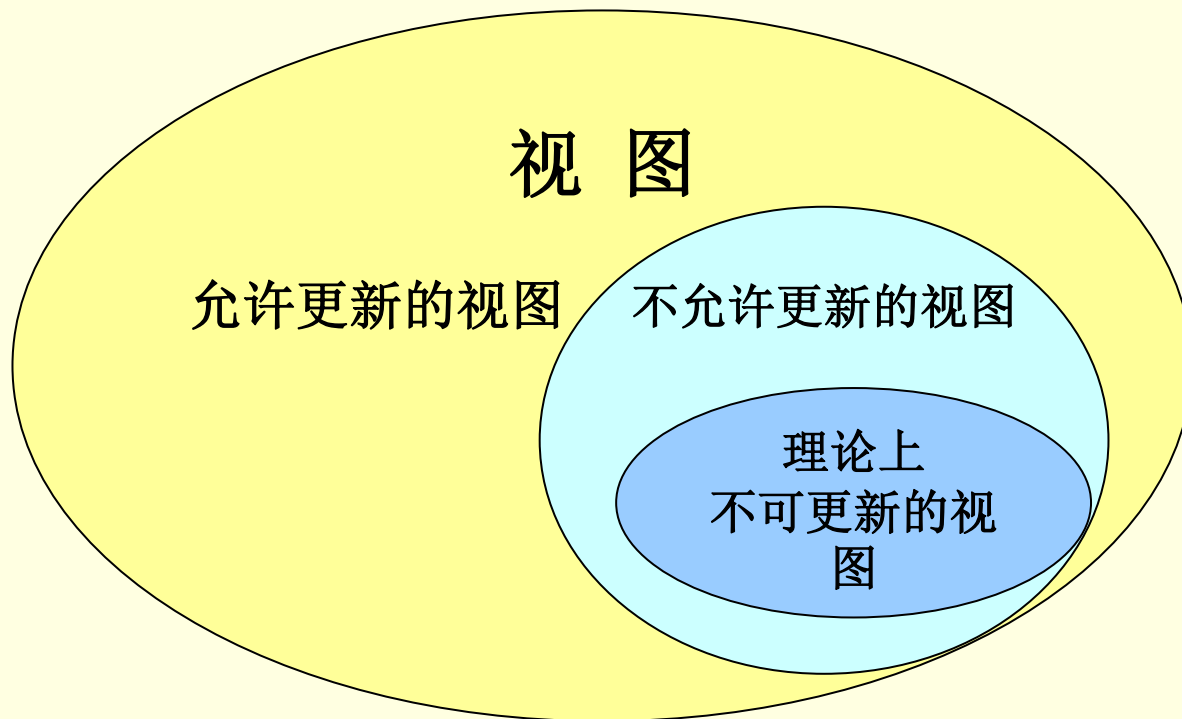 视 图
允许更新的视图
不允许更新的视图
理论上
不可更新的视
图